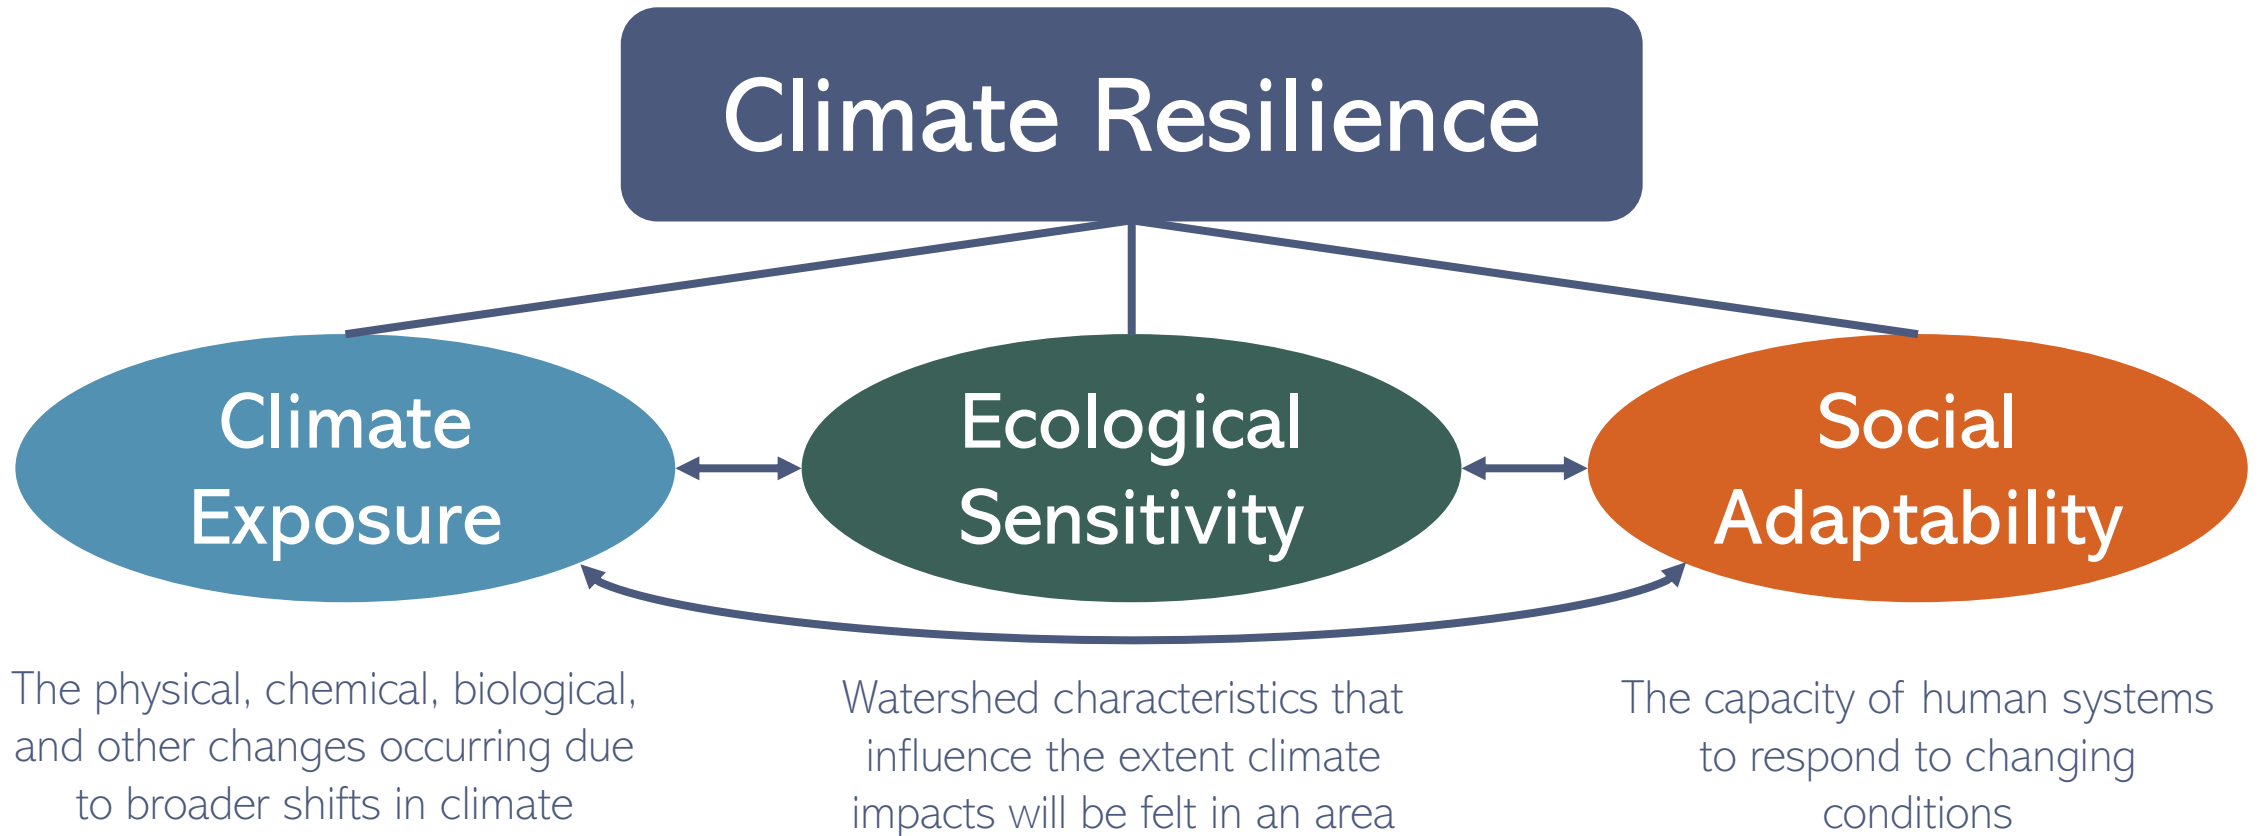 Climate Resilience
Climate
Exposure
Ecological
Sensitivity
Social
Adaptability
The physical, chemical, biological,
and other changes occurring due
to broader shifts in climate
Watershed characteristics that
influence the extent climate
impacts will be felt in an area
The capacity of human systems
to respond to changing
conditions